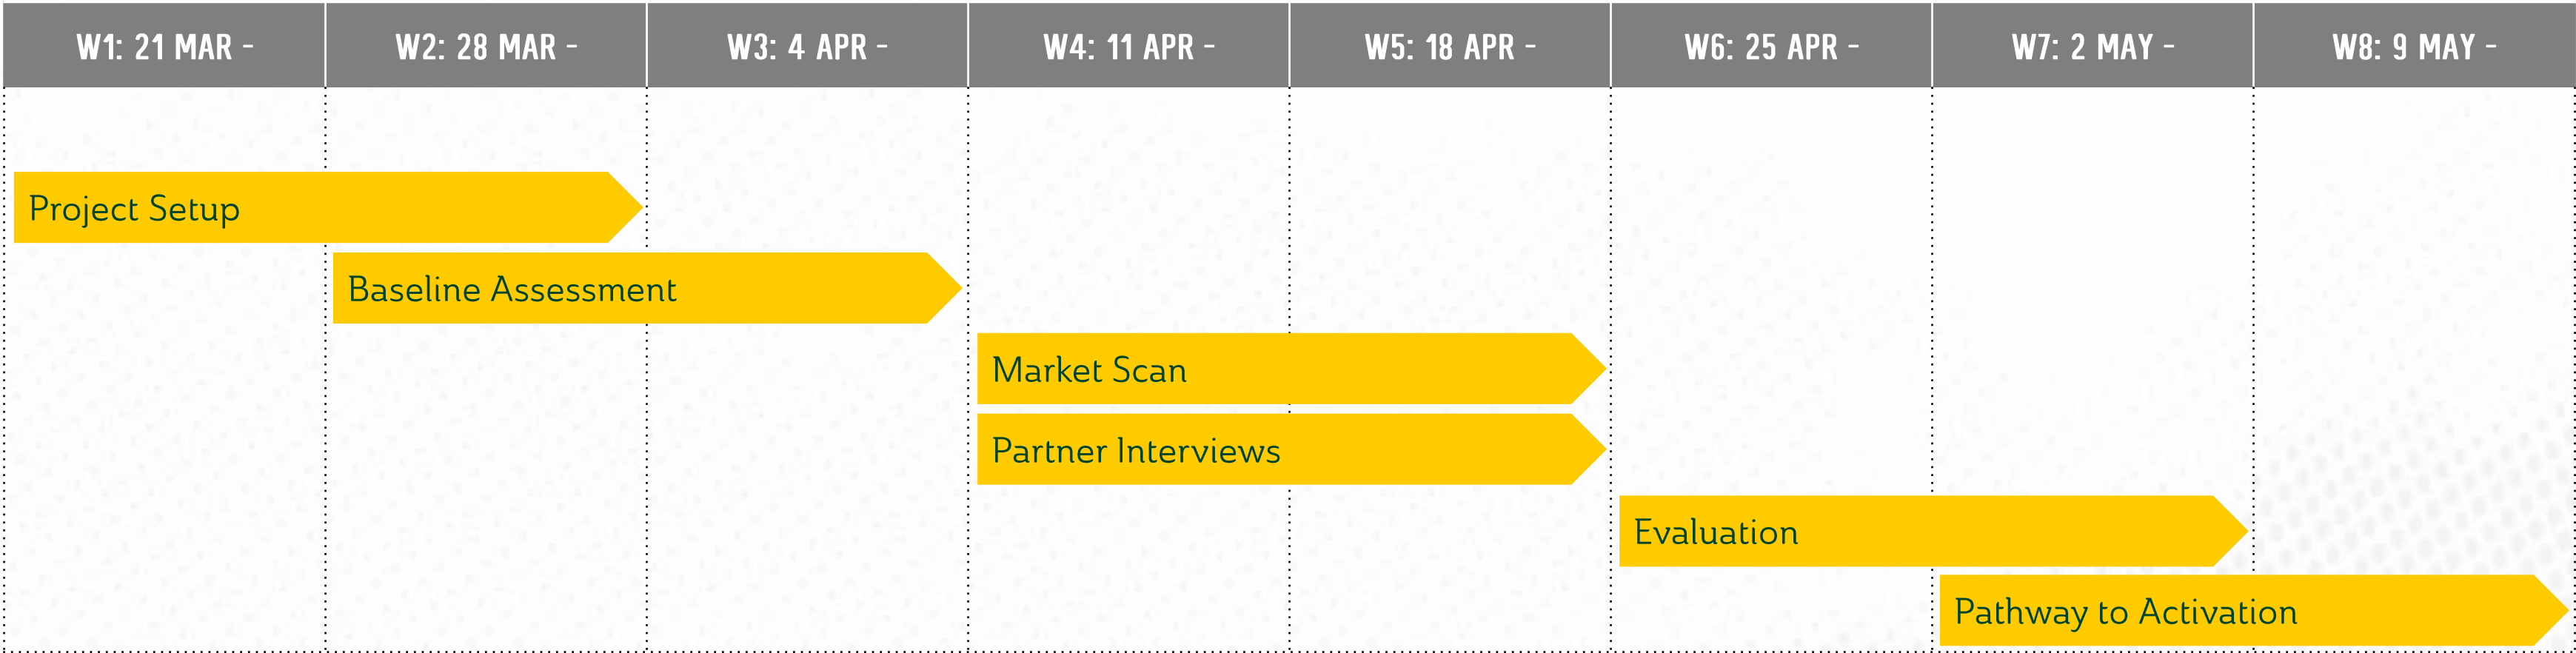 W1: 21 MAR - W2: 28 MAR - W3: 4 APR - W4: 11 APR - W5: 18 APR - W6: 25 APR - W7: 2 MAY - W8: 9 MAY -
Project Setup
Baseline Assessment
Market Scan
Partner Interviews
Evaluation
Pathway to Activation